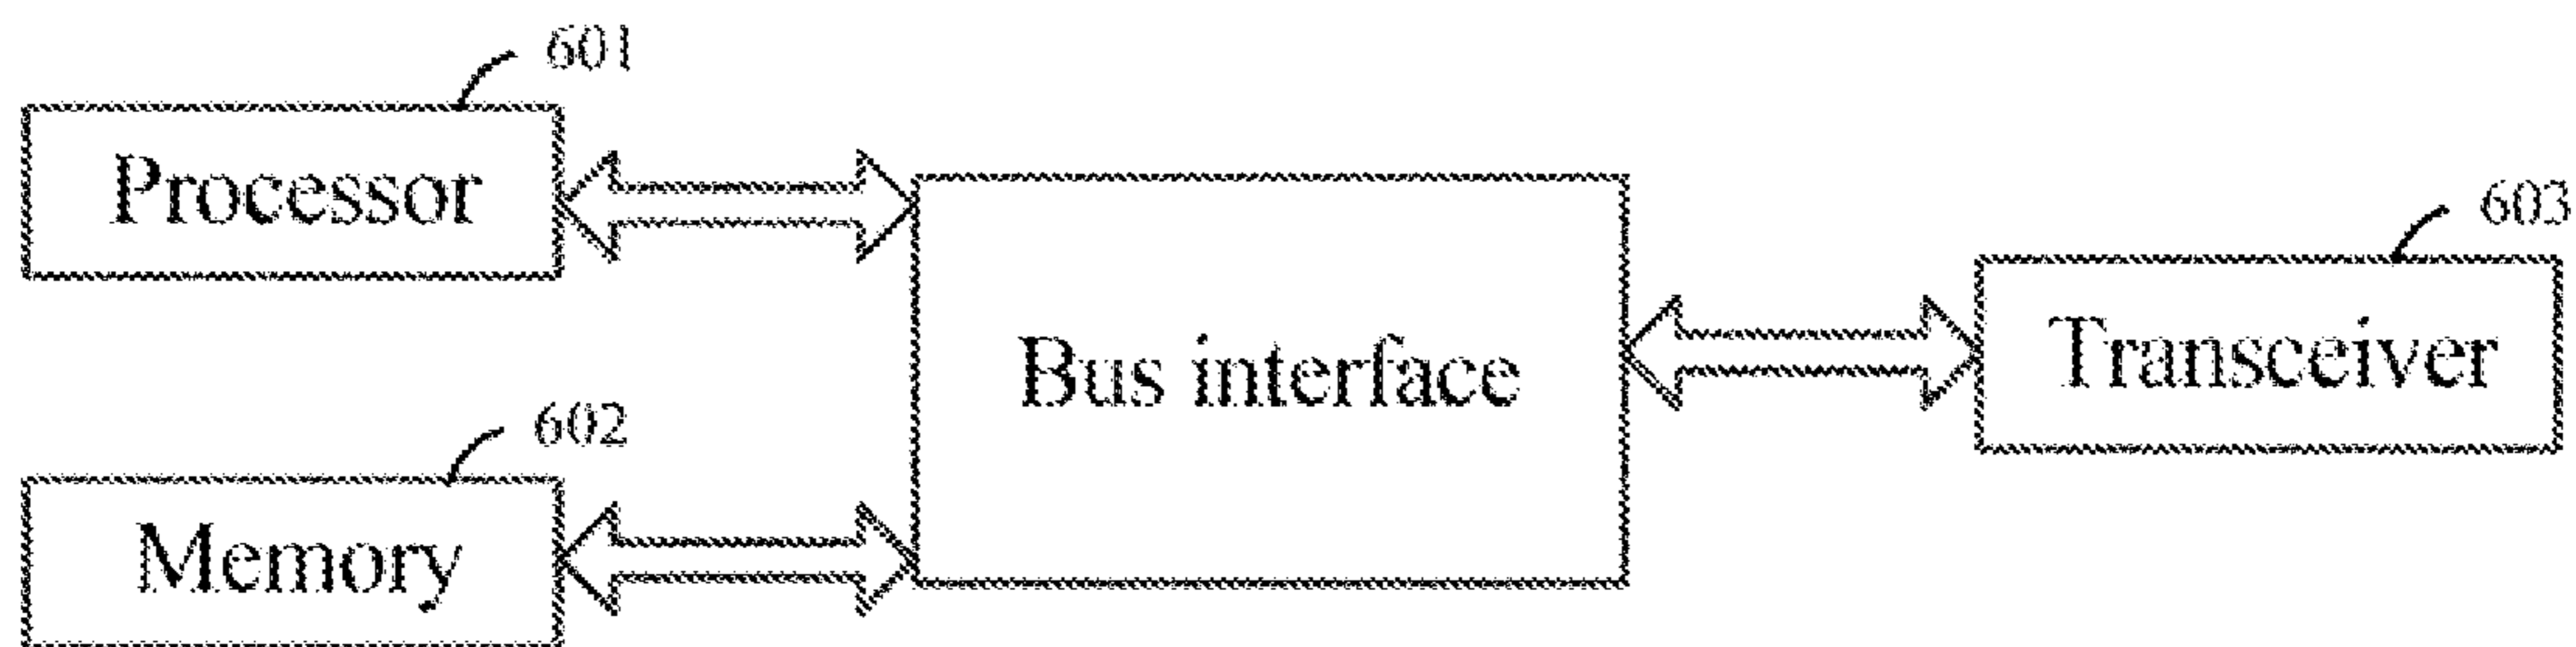 601
Processor
603
Bus interface
Transceiver
602
Memory